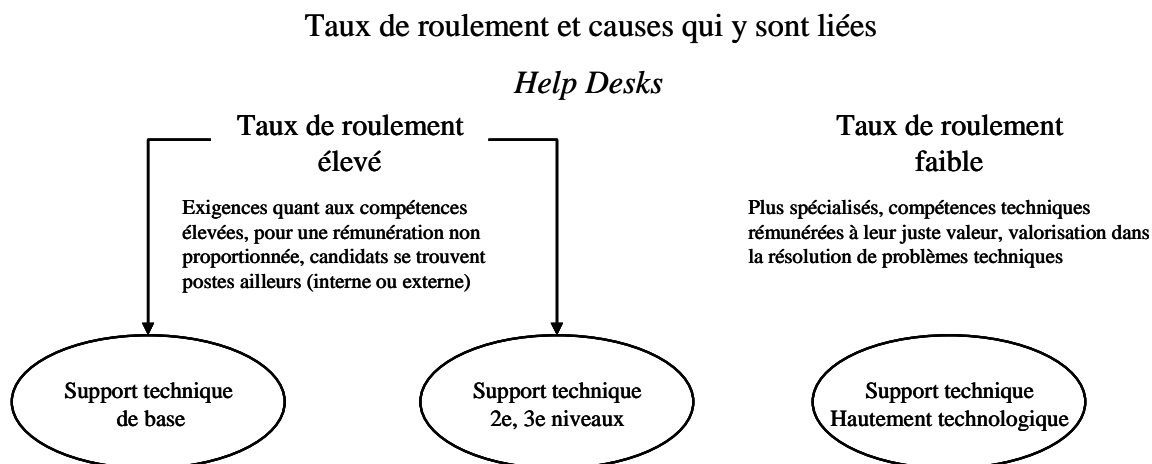 Taux de roulement et causes qui y sont liées
Help Desks
Taux de roulement
élevé
Exigences quant aux compétences
élevées, pour une rémunération non
proportionnée, candidats se trouvent
postes ailleurs (interne ou externe)
Taux de roulement
faible
Plus spécialisés, compétences techniques
rémunérées à leur juste valeur, valorisation dans
la résolution de problèmes techniques
Support technique
de base
Support technique
2e, 3e niveaux
Support technique
Hautement technologique